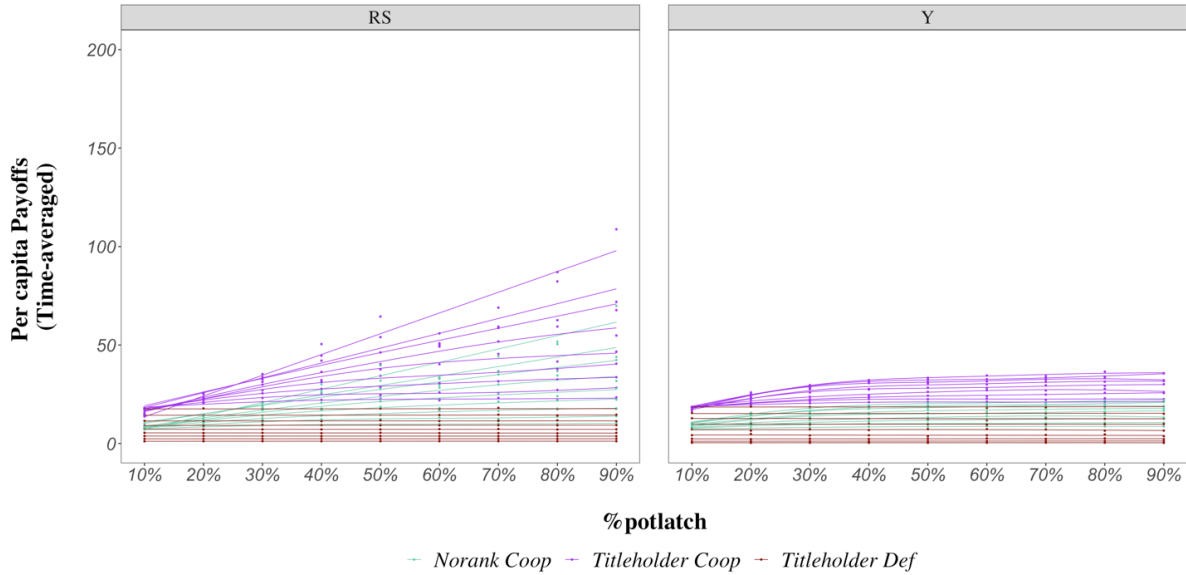 RS
Y
Per capita Payoffs
(Time-averaged)
200
150
100
50
0
10% 20% 30% 40% 50% 60% 70% 80% 90%
10% 20% 30% 40% 50% 60% 70% 80% 90%
%potlatch
Norank Coop Titleholder Coop Titleholder Def